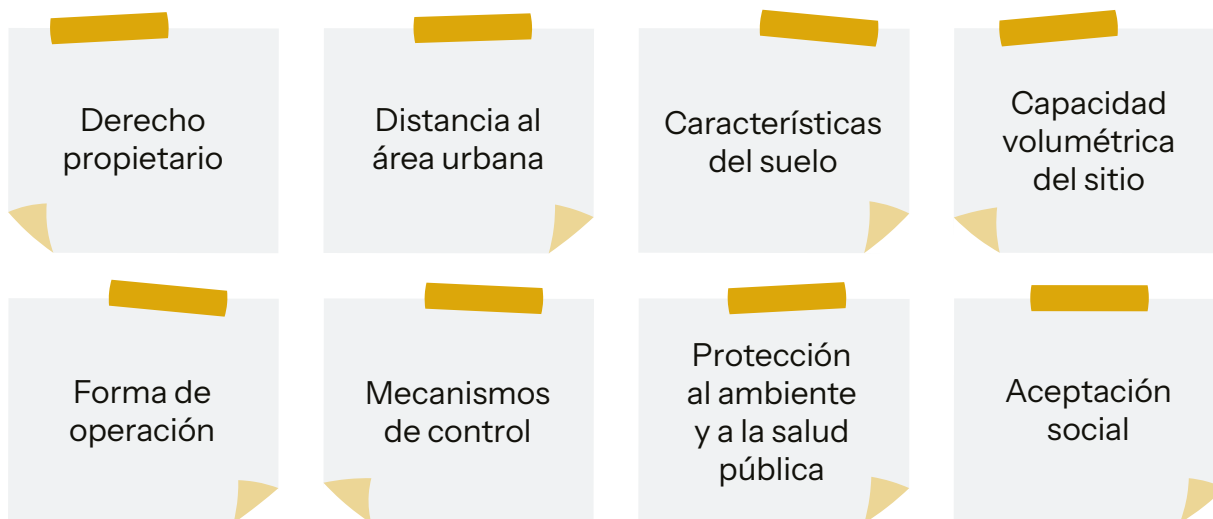 Derecho
propietario
Distancia al
área urbana
Características
del suelo
Capacidad
volumétrica
del sitio
Forma de
operación
Mecanismos
de control
Protección
al ambiente
y a la salud
pública
Aceptación
social